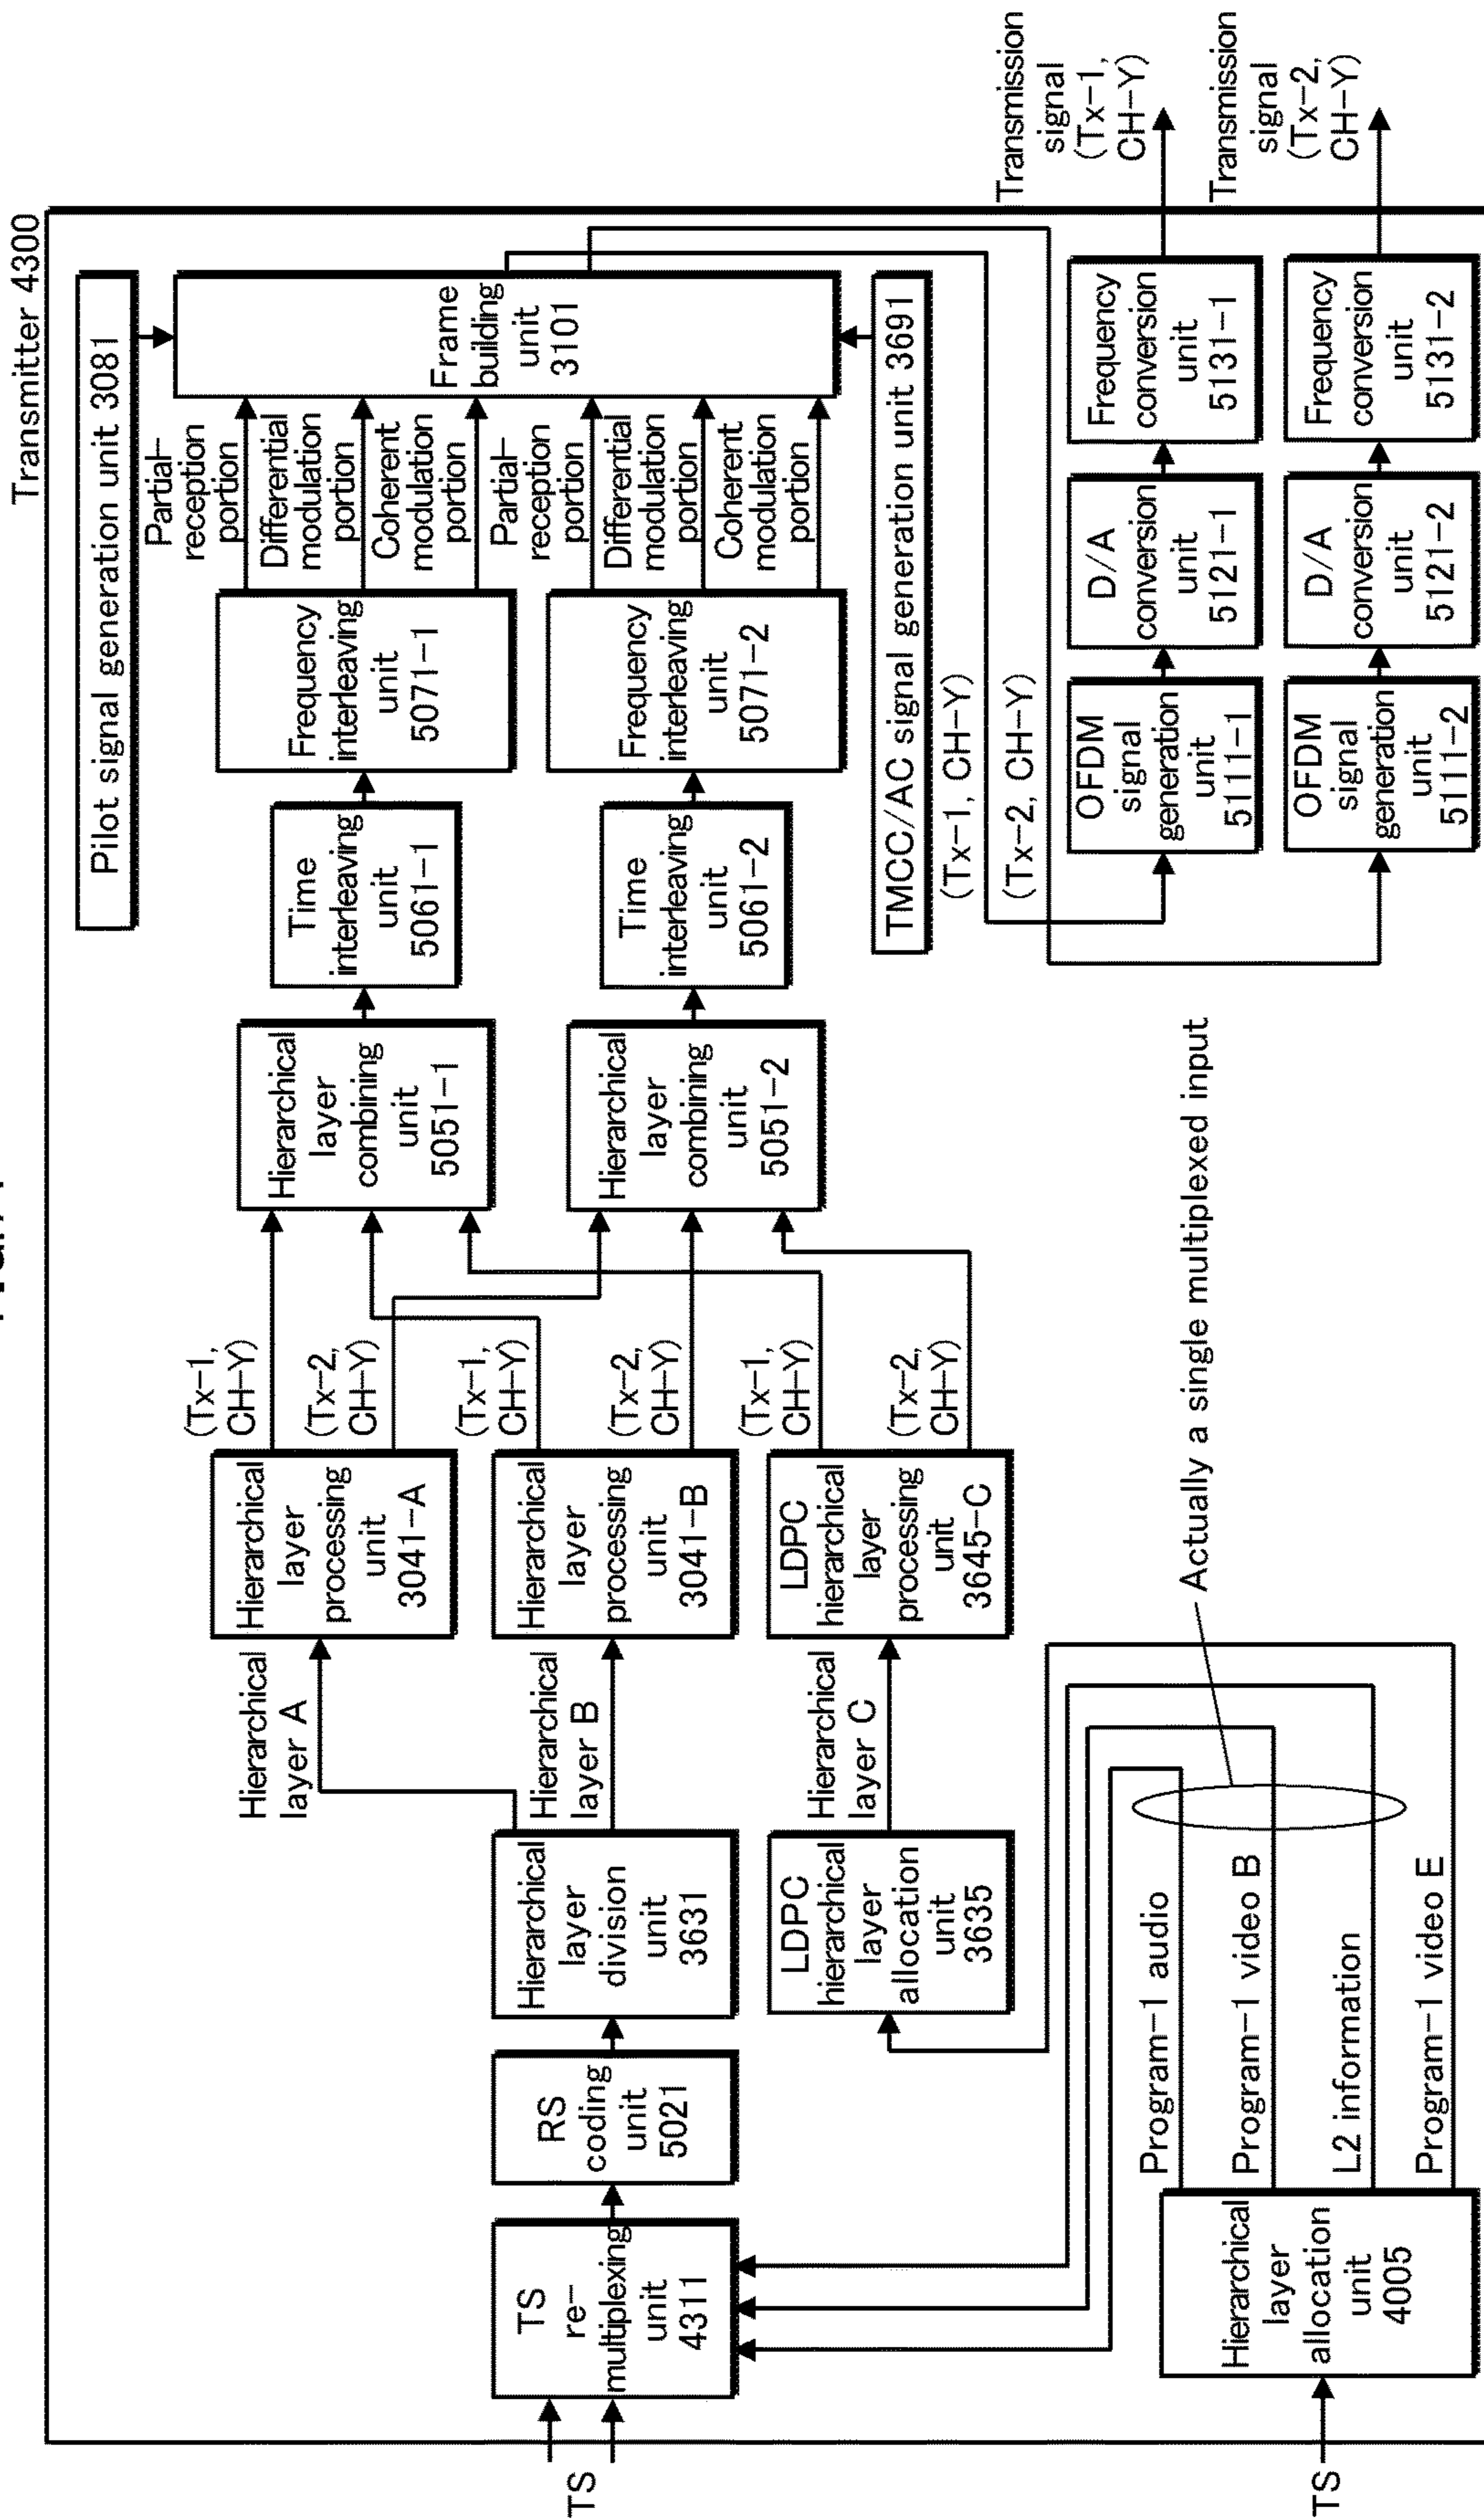 Transmitter 4300
TS
TS
re-
multiplexing
unit
4311
RS
coding
unit
5021
Hierarchical
layer
division
unit
3631
Hierarchical
layer A
Hierarchical
layer B
Hierarchical
layer
processing
unit
3041-A
(Tx-1,
CH-Y)
(Tx-2,
CH-Y)
Hierarchical
layer
processing
unit
3041-B
(Tx-1,
CH-Y)
(Tx-2,
CH-Y)
LDPC
hierarchical
layer
allocation
unit
3635
Hierarchical
layer C
LDPC
hierarchical
layer
processing
unit
3645-C
(Tx-1,
CH-Y)
(Tx-2,
CH-Y)
Hierarchical
layer
combining
unit
5051-1
Hierarchical
layer
combining
unit
5051-2
Time
interleaving
unit
5061-1
Time
interleaving
unit
5061-2
Frequency
interleaving
unit
5071-1
Frequency
interleaving
unit
5071-2
Pilot signal generation unit 3081
Partial-
reception
portion
Differential
modulation
portion
Coherent
modulation
portion
Partial-
reception
portion
Differential
modulation
portion
Coherent
modulation
portion
Frame
building
unit
3101
TMCC/AC signal generation unit 3691
(Tx-1, CH-Y)
(Tx-2, CH-Y)
TS
Hierarchical
layer
allocation
unit
4005
Program-1 audio
Program-1 video B
L2 information
Program-1 video E
Actually a single multiplexed input
OFDM
signal
generation
unit
5111-1
D/A
conversion
unit
5121-1
Frequency
conversion
unit
5131-1
Transmission
signal
(Tx-1,
CH-Y)
OFDM
signal
generation
unit
5111-2
D/A
conversion
unit
5121-2
Frequency
conversion
unit
5131-2
Transmission
signal
(Tx-2,
CH-Y)